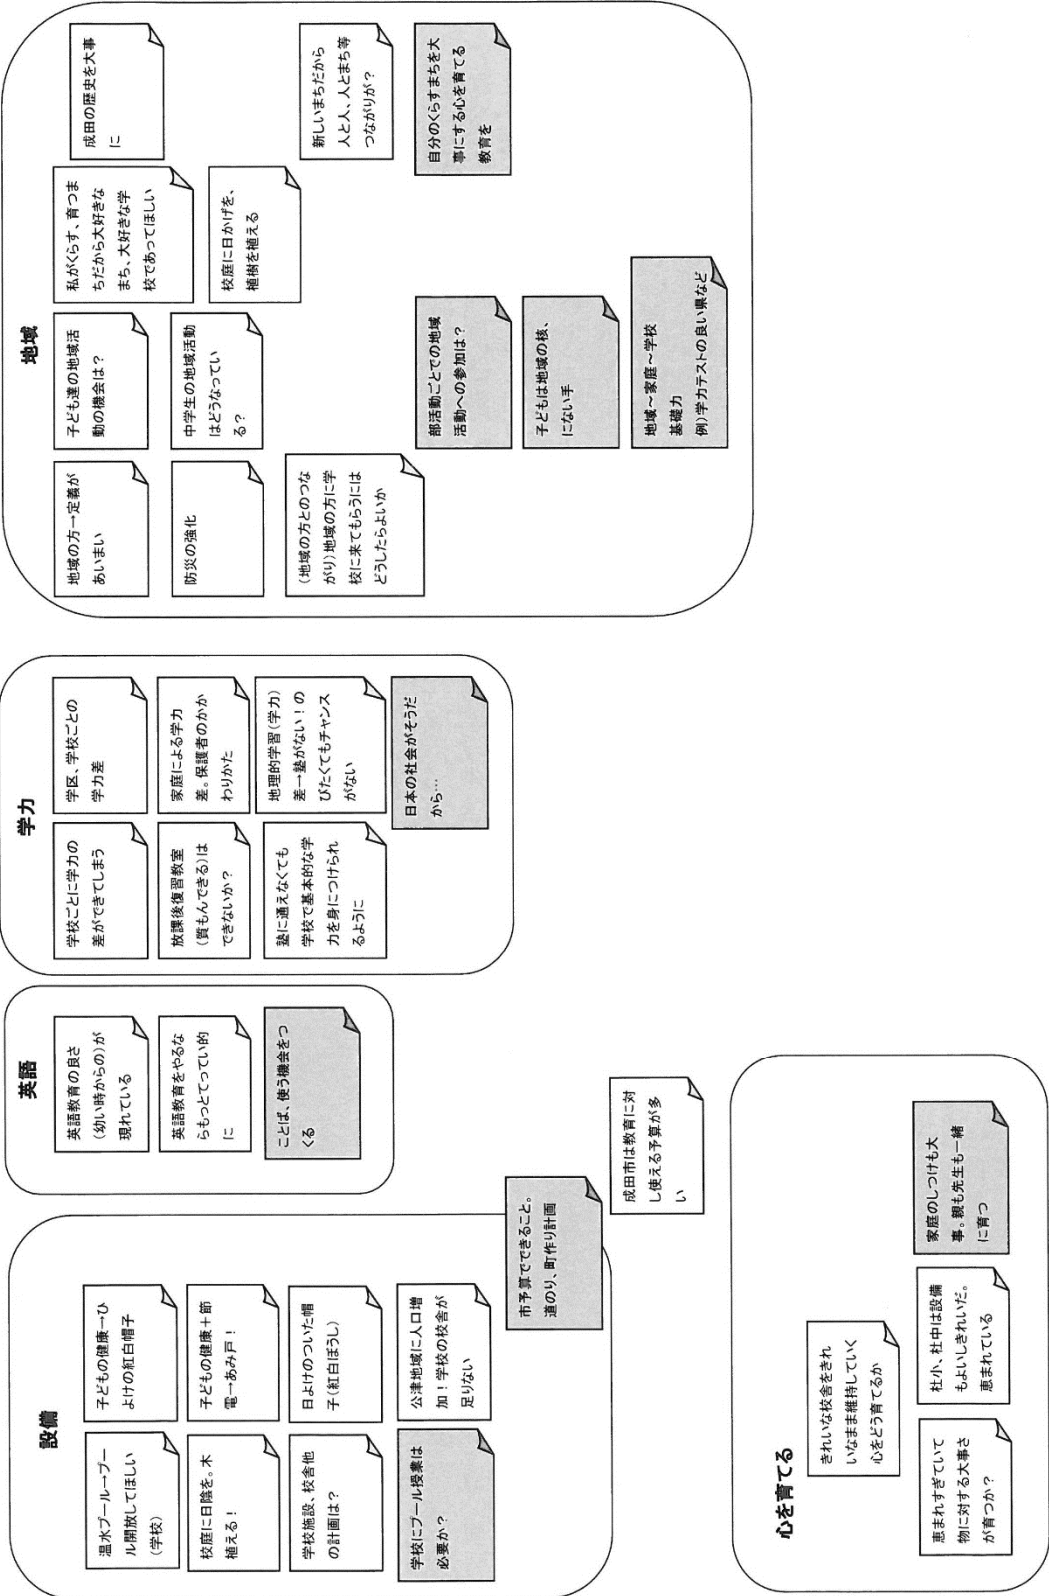 設備
温水プール→プー
ル開放してほしい
(学校)
子どもの健康→ひ
よけの紅白帽子
校庭に日陰を。木
植える!
子どもの健康＋節
電→あみ戸!
学校施設、校舎他
の計画は?
日よけのついた帽
子(紅白ぼうし)
学校にプール授業は
必要か?
公津地域に人口増
加!学校の校舎が
足りない
市予算でできること。
道のり、町作り計画
成田市は教育に対
し使える予算が多
い
英語
英語教育の良さ
(幼い時からの)が
現れている
英語教育をやるな
らもっとてってい的
に
ことば、使う機会をつ
くる
学力
学校ごとに学力の
差ができてしまう
学区、学校ごとの
学力差
放課後復習教室
(質もんできる)は
できないか?
家庭による学力
差。保護者のかか
わりかた
塾に通えなくても
学校で基本的な学
力を身につけられ
るように
地理的学習(学力)
差→塾がない!の
びたくてもチャンス
がない
日本の社会がそうだ
から…
地域
地域の方→定義が
あいまい
子ども達の地域活
動の機会は?
私がくらす、育つま
ちだから大好きな
まち、大好きな学
校であってほしい
成田の歴史を大事
に
防災の強化
中学生の地域活動
はどうなってい
る?
校庭に日かげを、
植樹を植える
(地域の方とのつな
がり)地域の方に学
校に来てもらうには
どうしたらよいか
新しいまちだから
人と人、人とまち等
つながりが?
部活動ごとでの地域
活動への参加は?
自分のくらすまちを大
事にする心を育てる
教育を
子どもは地域の核、
にない手
地域～家庭～学校
基礎力
例)学力テストの良い県など
心を育てる
きれいな校舎をきれ
いなまま維持していく
心をどう育てるか
恵まれすぎていて
物に対する大事さ
が育つか?
杜小、杜中は設備
もよいしきれいだ。
恵まれている
家庭のしつけも大
事。親も先生も一緒
に育つ